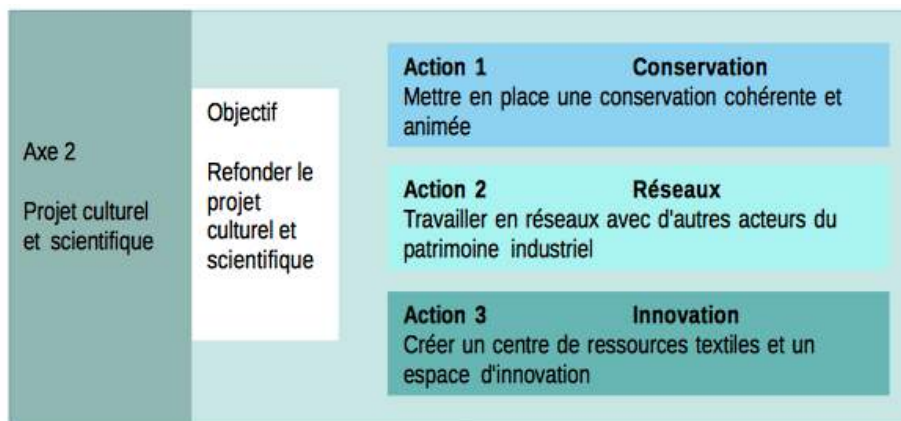 Axe 2
Projet culturel
et scientifique
Objectif
Refonder le
projet
culturel et
scientifique
Action 1 Conservation
Mettre en place une conservation cohérente et
animée
Action 2 Réseaux
Travailler en réseaux avec d'autres acteurs du
patrimoine industriel
Action 3 Innovation
Créer un centre de ressources textiles et un
espace d'innovation